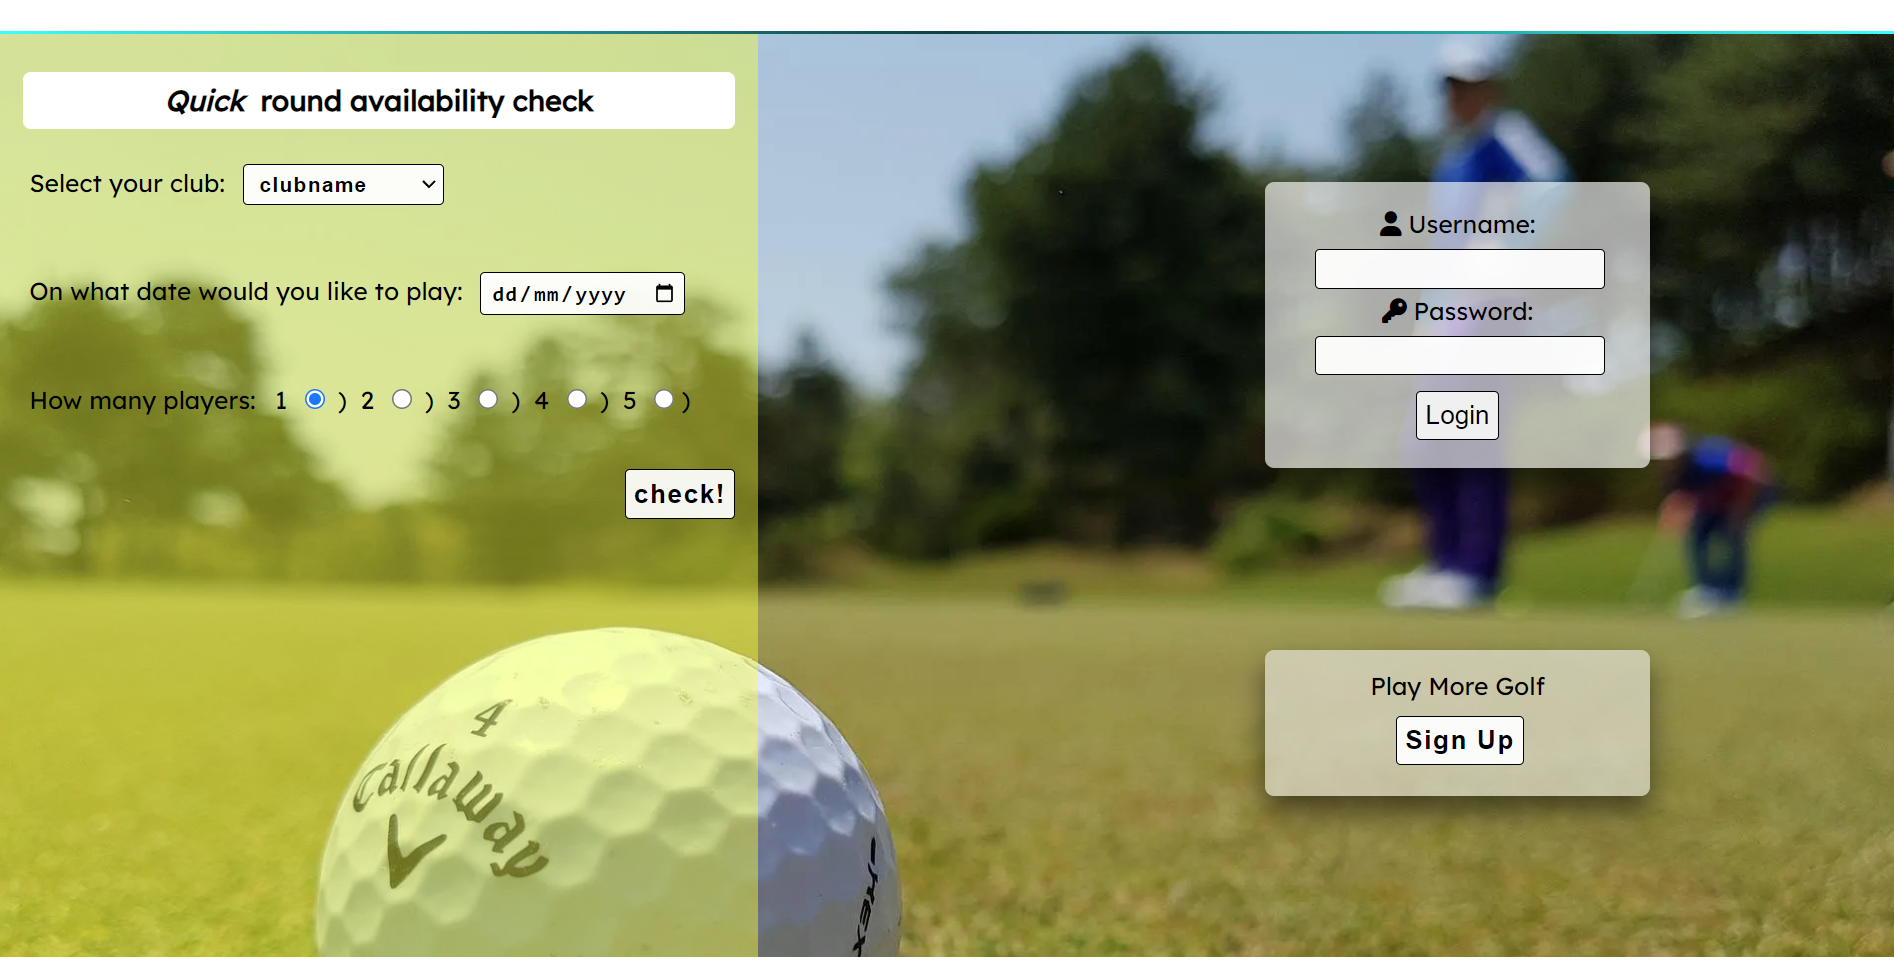 Quick round availability check
Select your club: clubname
On what date would you like to play: dd/mm/yyyy
How many players: 1 ) 2 ) 3 ) 4 ) 5 )
check!
Username:
Password:
Login
Play More Golf
Sign Up
4
Callaway